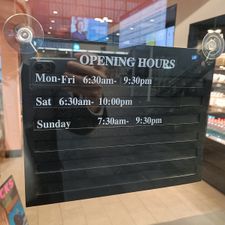 OPENING HOURS
Mon-Fri 6:30am- 9:30pm
Sat 6:30am- 10:00pm
Sunday 7:30am- 9:30pm